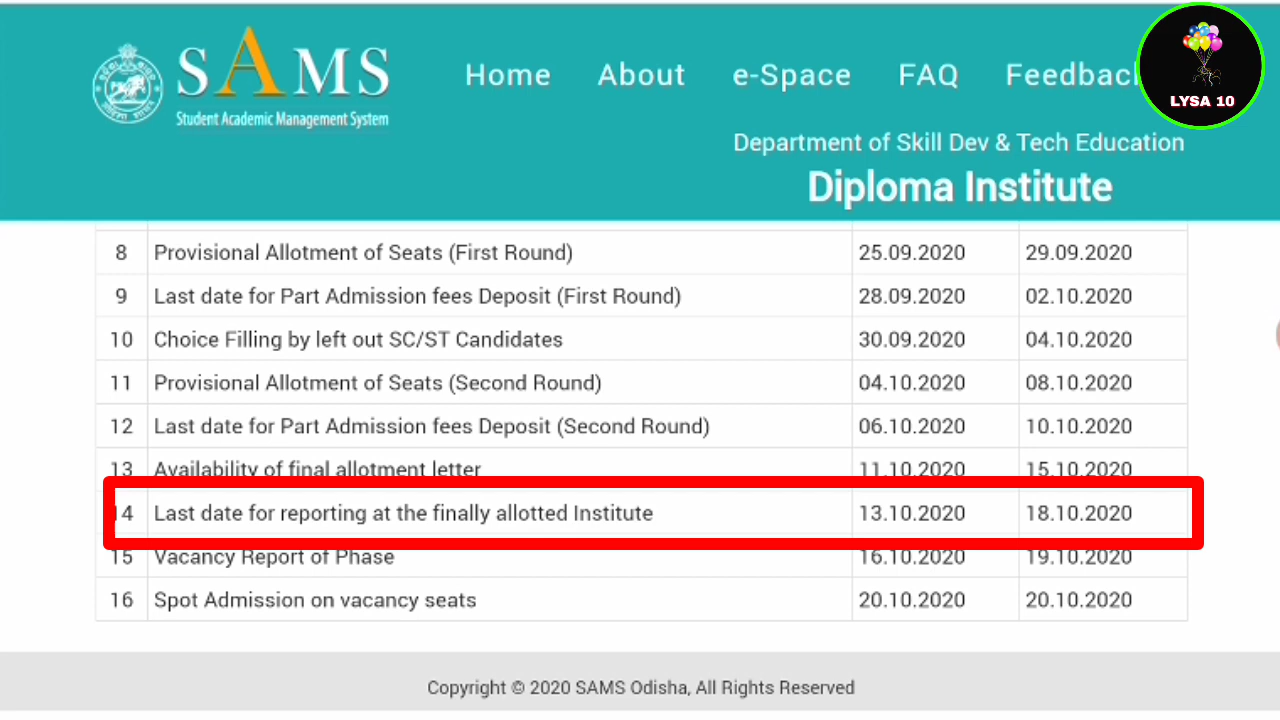 SAMS
Student Academic Management System
Home About e-Space FAQ Feedback
LYSA 10
Department of Skill Dev & Tech Education
Diploma Institute
8 Provisional Allotment of Seats (First Round) 25.09.2020 29.09.2020
9 Last date for Part Admission fees Deposit (First Round) 28.09.2020 02.10.2020
10 Choice Filling by left out SC/ST Candidates 30.09.2020 04.10.2020
11 Provisional Allotment of Seats (Second Round) 04.10.2020 08.10.2020
12 Last date for Part Admission fees Deposit (Second Round) 06.10.2020 10.10.2020
13 Availability of final allotment letter 11.10.2020 15.10.2020
14 Last date for reporting at the finally allotted Institute 13.10.2020 18.10.2020
15 Vacancy Report of Phase 16.10.2020 19.10.2020
16 Spot Admission on vacancy seats 20.10.2020 20.10.2020
Copyright © 2020 SAMS Odisha, All Rights Reserved